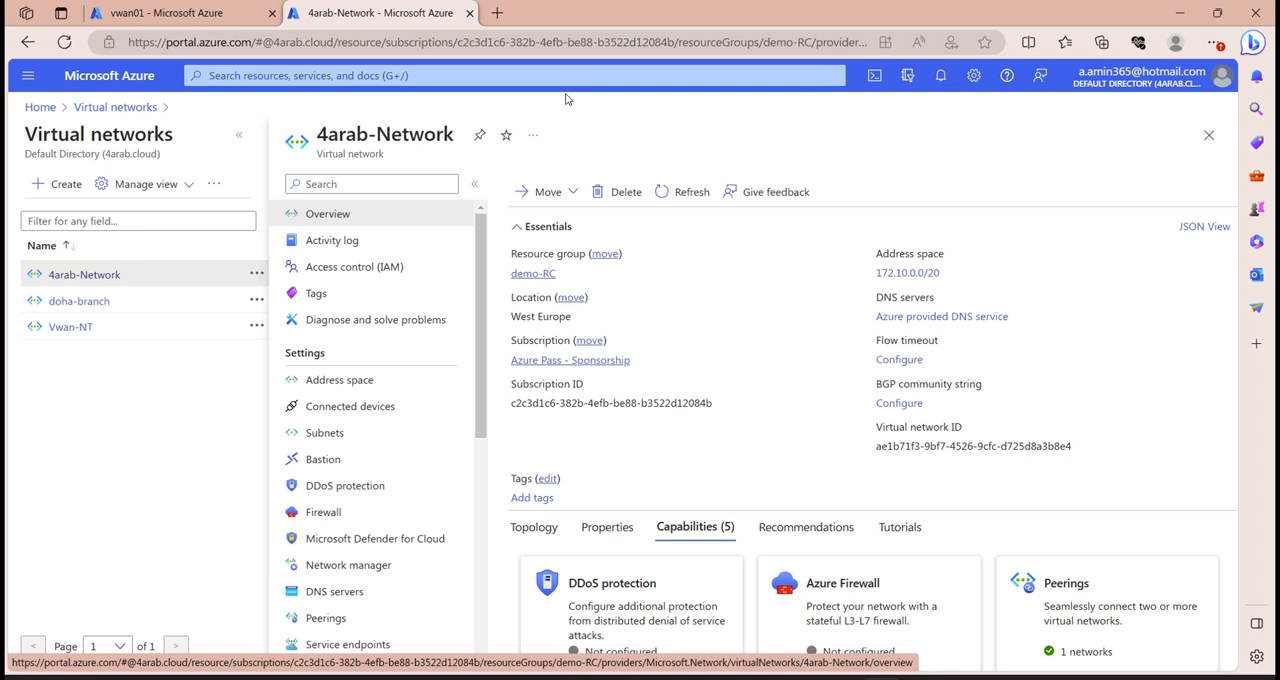 vwan01 - Microsoft Azure
4arab-Network - Microsoft Azure
https://portal.azure.com/#@4arab.cloud/resource/subscriptions/c2c3d1c6-382b-4efb-be88-b3522d12084b/resourceGroups/demo-RC/provider...
Microsoft Azure
Search resources, services, and docs (G+/)
a.amin365@hotmail.com
DEFAULT DIRECTORY (4ARAB.CL...
Home > Virtual networks >
Virtual networks
Default Directory (4arab.cloud)
Create
Manage view
Filter for any field...
Name
4arab-Network
doha-branch
Vwan-NT
Page 1 of 1
4arab-Network
Virtual network
Search
Overview
Activity log
Access control (IAM)
Tags
Diagnose and solve problems
Settings
Address space
Connected devices
Subnets
Bastion
DDoS protection
Firewall
Microsoft Defender for Cloud
Network manager
DNS servers
Peerings
Service endpoints
Move
Delete
Refresh
Give feedback
Essentials
JSON View
Resource group (move)
demo-RC
Location (move)
West Europe
Subscription (move)
Azure Pass - Sponsorship
Subscription ID
c2c3d1c6-382b-4efb-be88-b3522d12084b
Address space
172.10.0.0/20
DNS servers
Azure provided DNS service
Flow timeout
Configure
BGP community string
Configure
Virtual network ID
ae1b71f3-9bf7-4526-9cfc-d725d8a3b8e4
Tags (edit)
Add tags
Topology
Properties
Capabilities (5)
Recommendations
Tutorials
DDoS protection
Configure additional protection
from distributed denial of service
attacks.
Not configured
Azure Firewall
Protect your network with a
stateful L3-L7 firewall.
Not configured
Peerings
Seamlessly connect two or more
virtual networks.
1 networks
https://portal.azure.com/#@4arab.cloud/resource/subscriptions/c2c3d1c6-382b-4efb-be88-b3522d12084b/resourceGroups/demo-RC/providers/Microsoft.Network/virtualNetworks/4arab-Network/overview